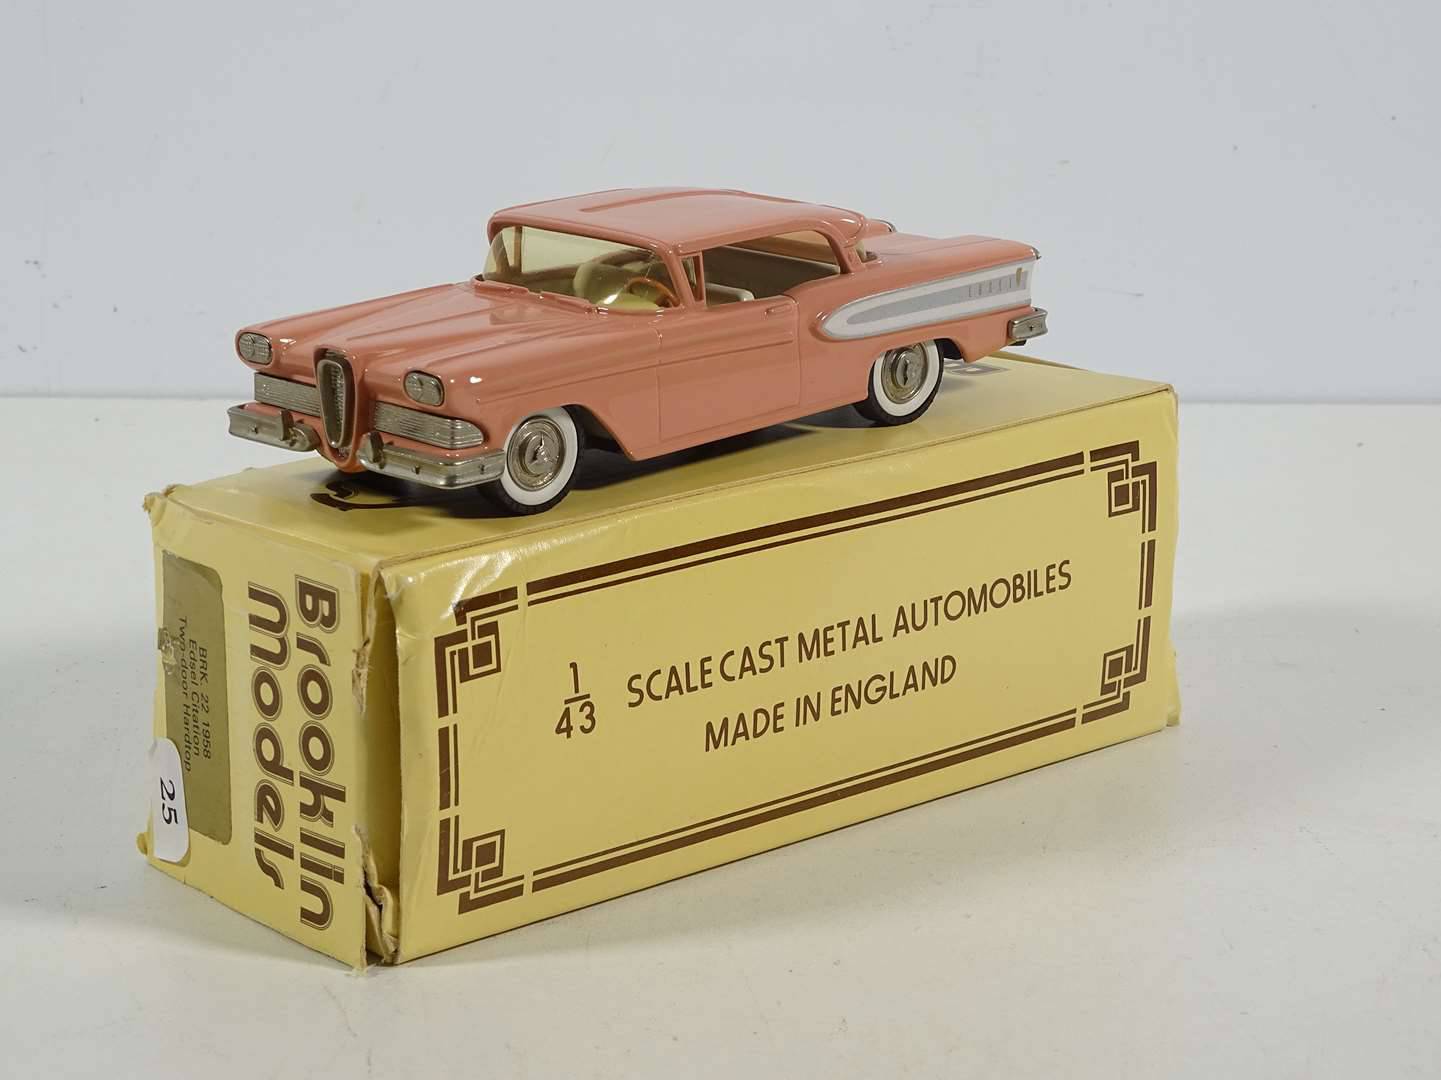 EDSEL
1/43 SCALE CAST METAL AUTOMOBILES
MADE IN ENGLAND
Brooklin
models
BRK. 22 1958
Edsel Citation
Two-door Hardtop
25